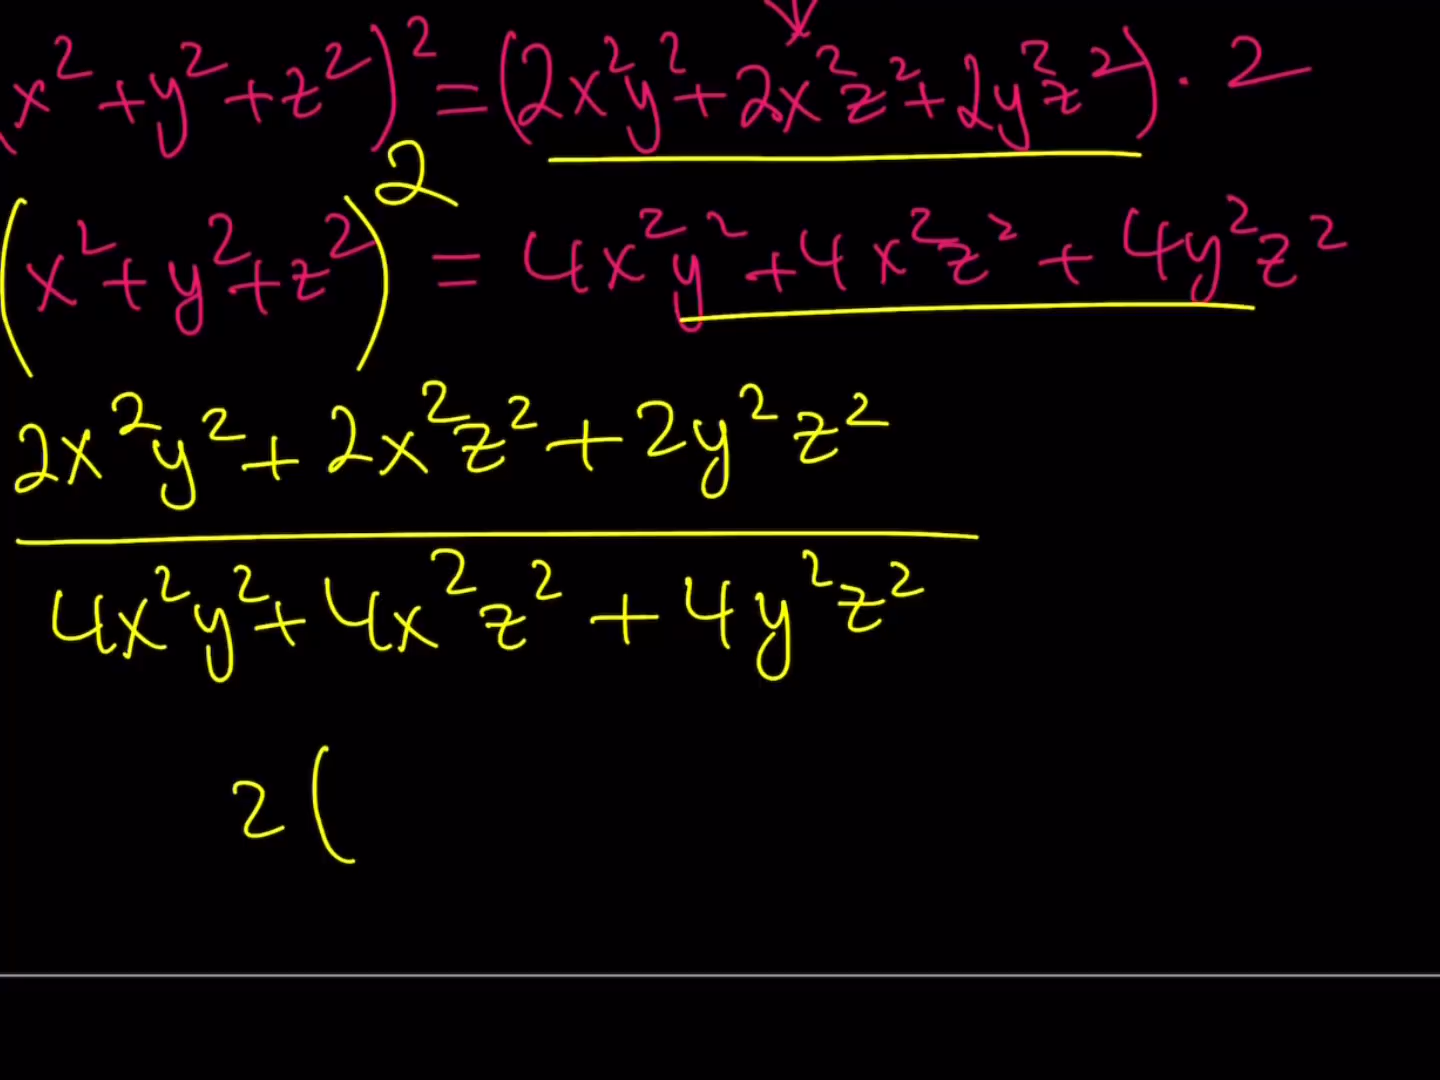 (x²+y²+z²)² = (2x²y²+2x²z²+2y²z²)·2
(x²+y²+z²)² = 4x²y²+4x²z²+4y²z²
2x²y²+2x²z²+2y²z²
4x²y²+4x²z²+4y²z²
2(